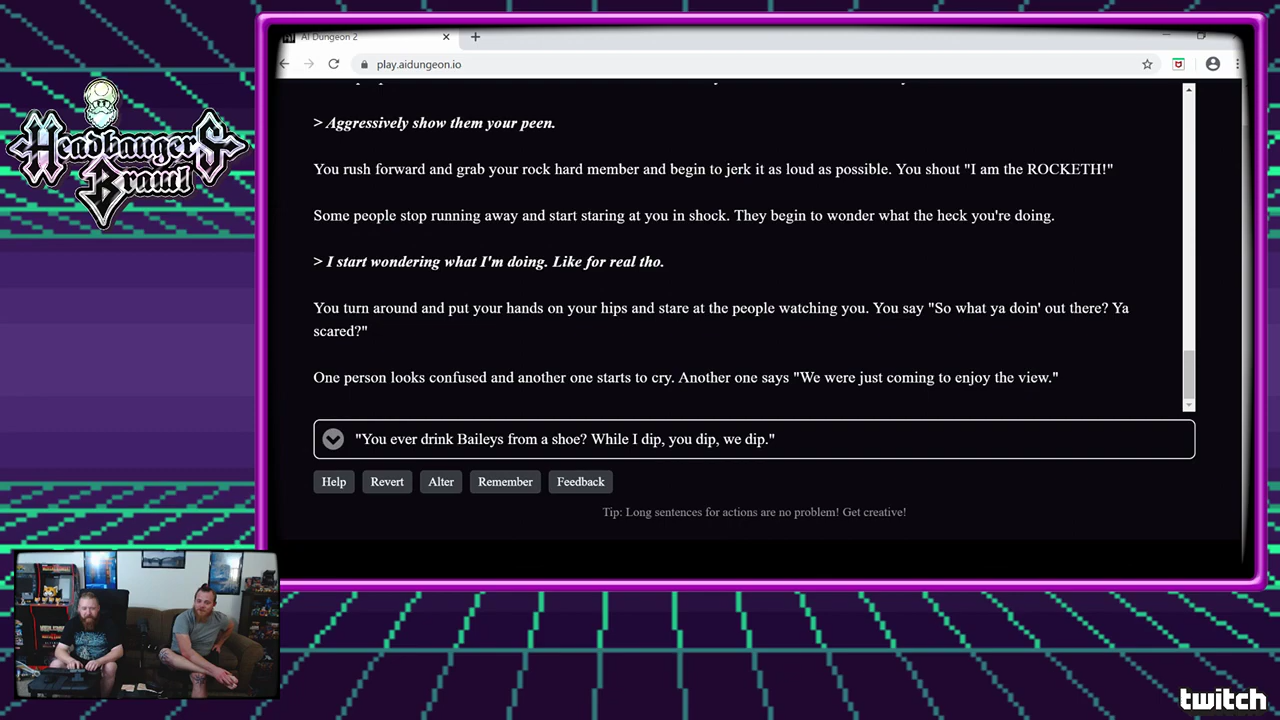 AI Dungeon 2
play.aidungeon.io
HeadbangerS
Brawl
> Aggressively show them your peen.
You rush forward and grab your rock hard member and begin to jerk it as loud as possible. You shout "I am the ROCKETH!"
Some people stop running away and start staring at you in shock. They begin to wonder what the heck you're doing.
> I start wondering what I'm doing. Like for real tho.
You turn around and put your hands on your hips and stare at the people watching you. You say "So what ya doin' out there? Ya
scared?"
One person looks confused and another one starts to cry. Another one says "We were just coming to enjoy the view."
"You ever drink Baileys from a shoe? While I dip, you dip, we dip."
Help Revert Alter Remember Feedback
Tip: Long sentences for actions are no problem! Get creative!
twitch